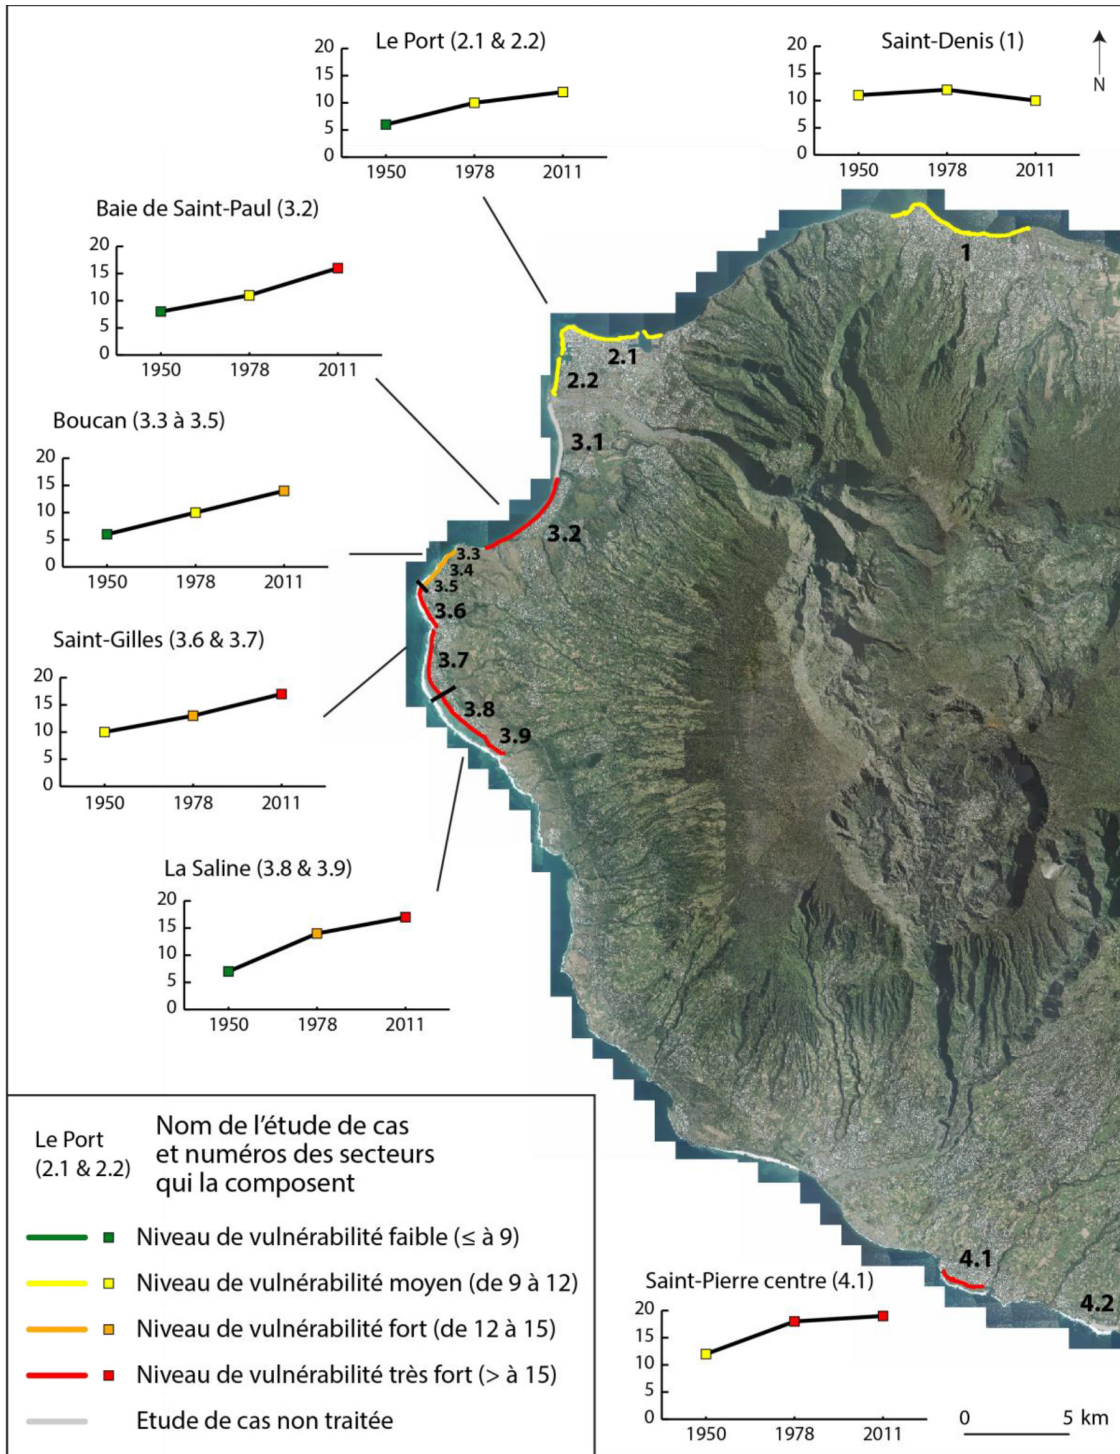 Le Port (2.1 & 2.2)
20
15
10
5
0
1950 1978 2011
Saint-Denis (1)
20
15
10
5
0
1950 1978 2011
N
Baie de Saint-Paul (3.2)
20
15
10
5
0
1950 1978 2011
Boucan (3.3 à 3.5)
20
15
10
5
0
1950 1978 2011
Saint-Gilles (3.6 & 3.7)
20
15
10
5
0
1950 1978 2011
La Saline (3.8 & 3.9)
20
15
10
5
0
1950 1978 2011
1
2.1
2.2
3.1
3.2
3.3
3.4
3.5
3.6
3.7
3.8
3.9
4.1
4.2
Saint-Pierre centre (4.1)
20
15
10
5
0
1950 1978 2011
0 5 km
Le Port
(2.1 & 2.2)
Nom de l'étude de cas
et numéros des secteurs
qui la composent
Niveau de vulnérabilité faible (≤ à 9)
Niveau de vulnérabilité moyen (de 9 à 12)
Niveau de vulnérabilité fort (de 12 à 15)
Niveau de vulnérabilité très fort (> à 15)
Etude de cas non traitée